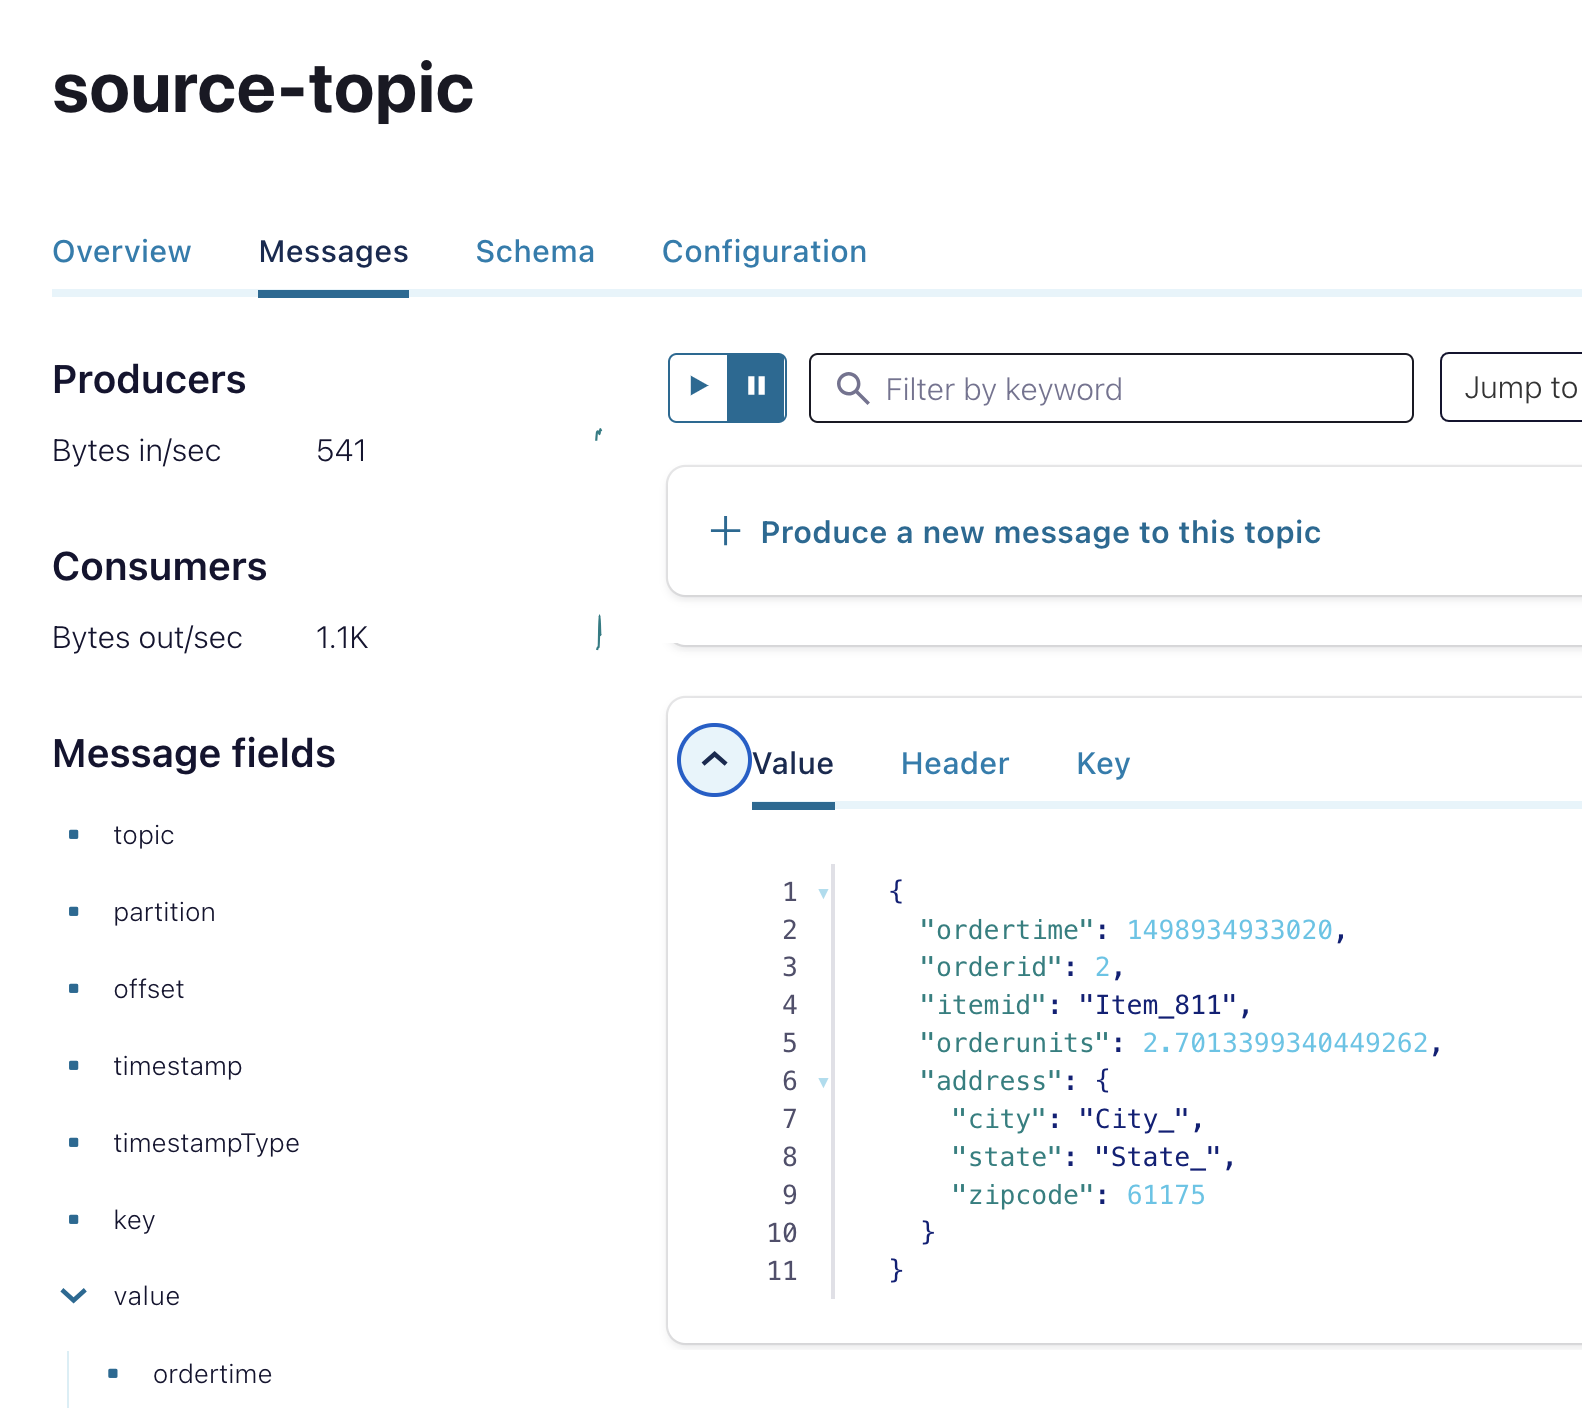 source-topic
Overview Messages Schema Configuration
Producers
Bytes in/sec 541
Consumers
Bytes out/sec 1.1K
Message fields
topic
partition
offset
timestamp
timestampType
key
value
ordertime
Filter by keyword
Jump to
Produce a new message to this topic
Value Header Key
1 {
2 "ordertime": 1498934933020,
3 "orderid": 2,
4 "itemid": "Item_811",
5 "orderunits": 2.7013399340449262,
6 "address": {
7 "city": "City_",
8 "state": "State_",
9 "zipcode": 61175
10 }
11 }